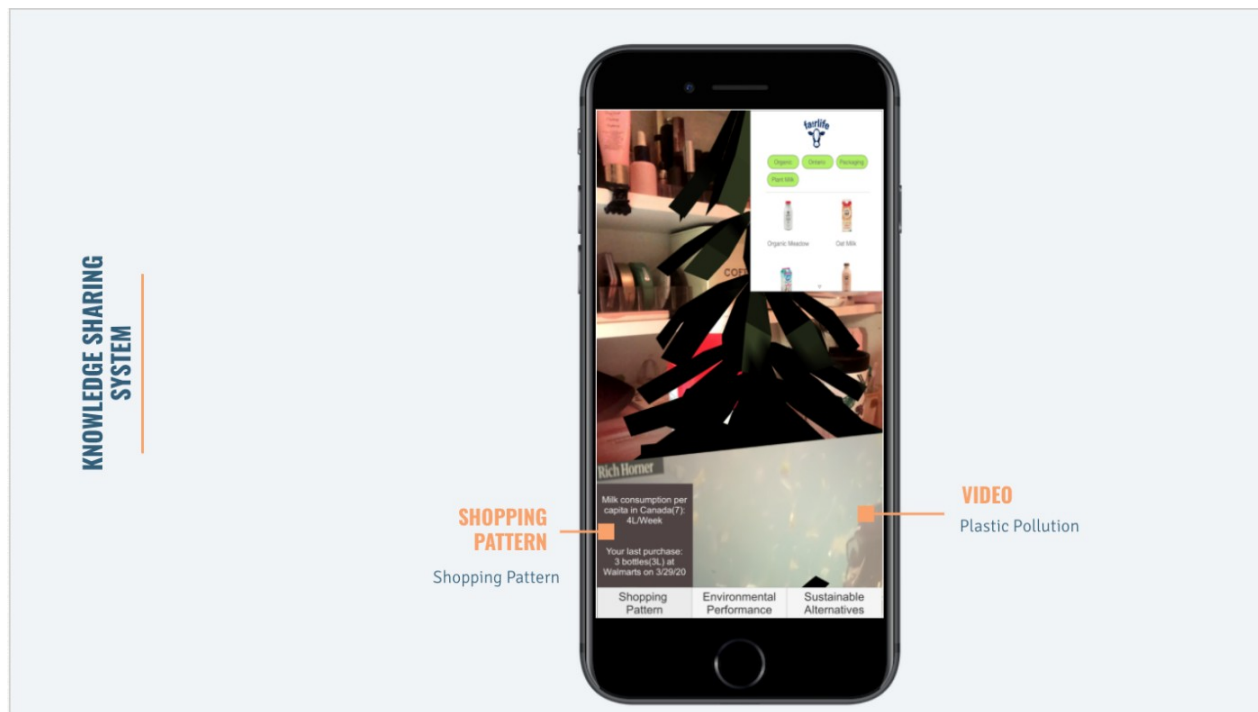 KNOWLEDGE SHARING
SYSTEM
fairlife
Organic
Ontario
Packaging
Plant Milk
Organic Meadow
Oat Milk
COF
Rich Horner
Milk consumption per
capita in Canada(7):
4L/Week
Your last purchase:
3 bottles(3L) at
Walmarts on 3/29/20
Shopping
Pattern
Environmental
Performance
Sustainable
Alternatives
SHOPPING
PATTERN
Shopping Pattern
VIDEO
Plastic Pollution